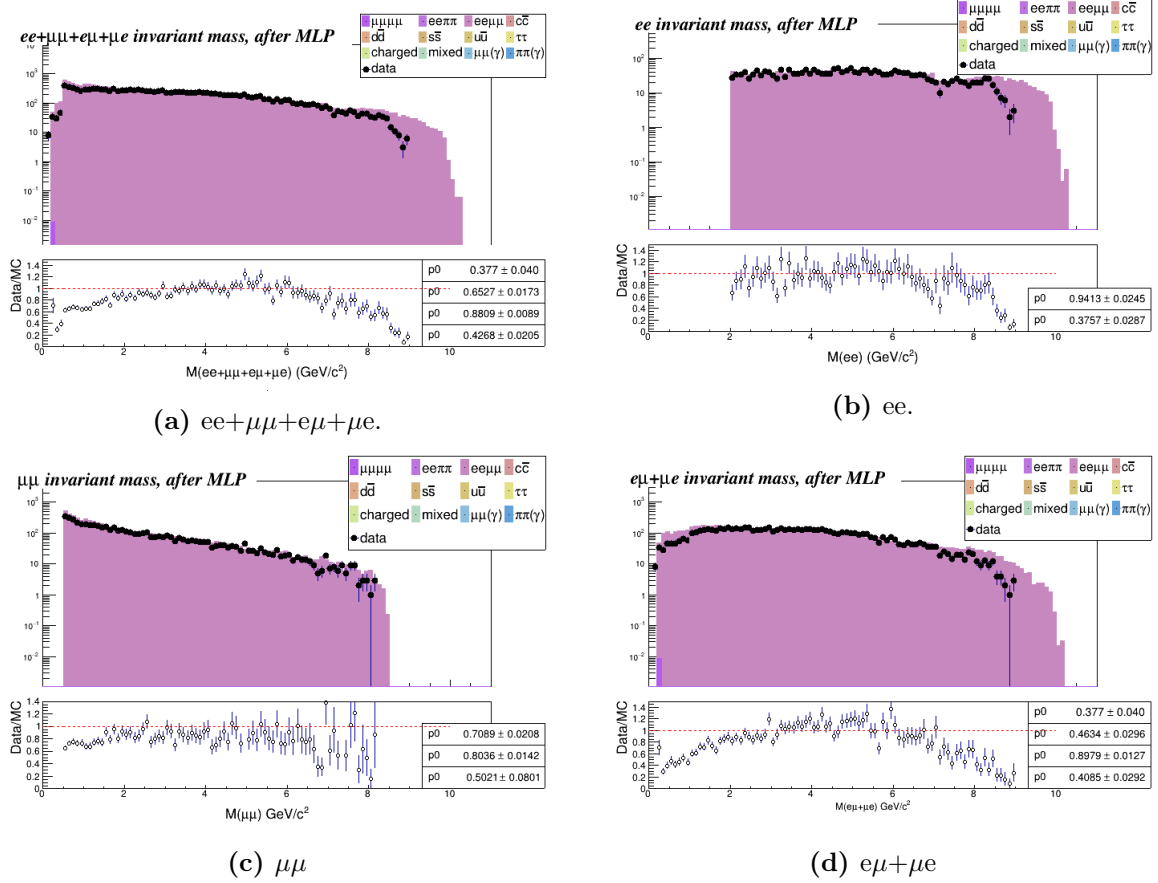 ee+μμ+eμ+μe invariant mass, after MLP
μμμμ eeππ eeμμ cc̅
dd̅ ss̅ uu̅ ττ
charged mixed μμ(γ) ππ(γ)
data
10³
10²
10
1
10⁻¹
10⁻²
Data/MC
1.4
1.2
1
0.8
0.6
0.4
0.2
0
p0 0.377 ± 0.040
p0 0.6527 ± 0.0173
p0 0.8809 ± 0.0089
p0 0.4268 ± 0.0205
0 2 4 6 8 10
M(ee+μμ+eμ+μe) (GeV/c²)
(a) ee+μμ+eμ+μe.
ee invariant mass, after MLP
μμμμ eeππ eeμμ cc̅
dd̅ ss̅ uu̅ ττ
charged mixed μμ(γ) ππ(γ)
data
10³
10²
10
1
10⁻¹
10⁻²
Data/MC
1.4
1.2
1
0.8
0.6
0.4
0.2
0
p0 0.9413 ± 0.0245
p0 0.3757 ± 0.0287
0 2 4 6 8 10
M(ee) (GeV/c²)
(b) ee.
μμ invariant mass, after MLP
μμμμ eeππ eeμμ cc̅
dd̅ ss̅ uu̅ ττ
charged mixed μμ(γ) ππ(γ)
data
10³
10²
10
1
10⁻¹
10⁻²
Data/MC
1.4
1.2
1
0.8
0.6
0.4
0.2
0
p0 0.7089 ± 0.0208
p0 0.8036 ± 0.0142
p0 0.5021 ± 0.0801
0 2 4 6 8 10
M(μμ) GeV/c²
(c) μμ
eμ+μe invariant mass, after MLP
μμμμ eeππ eeμμ cc̅
dd̅ ss̅ uu̅ ττ
charged mixed μμ(γ) ππ(γ)
data
10³
10²
10
1
10⁻¹
10⁻²
Data/MC
1.4
1.2
1
0.8
0.6
0.4
0.2
0
p0 0.377 ± 0.040
p0 0.4634 ± 0.0296
p0 0.8979 ± 0.0127
p0 0.4085 ± 0.0292
0 2 4 6 8 10
M(eμ+μe) GeV/c²
(d) eμ+μe